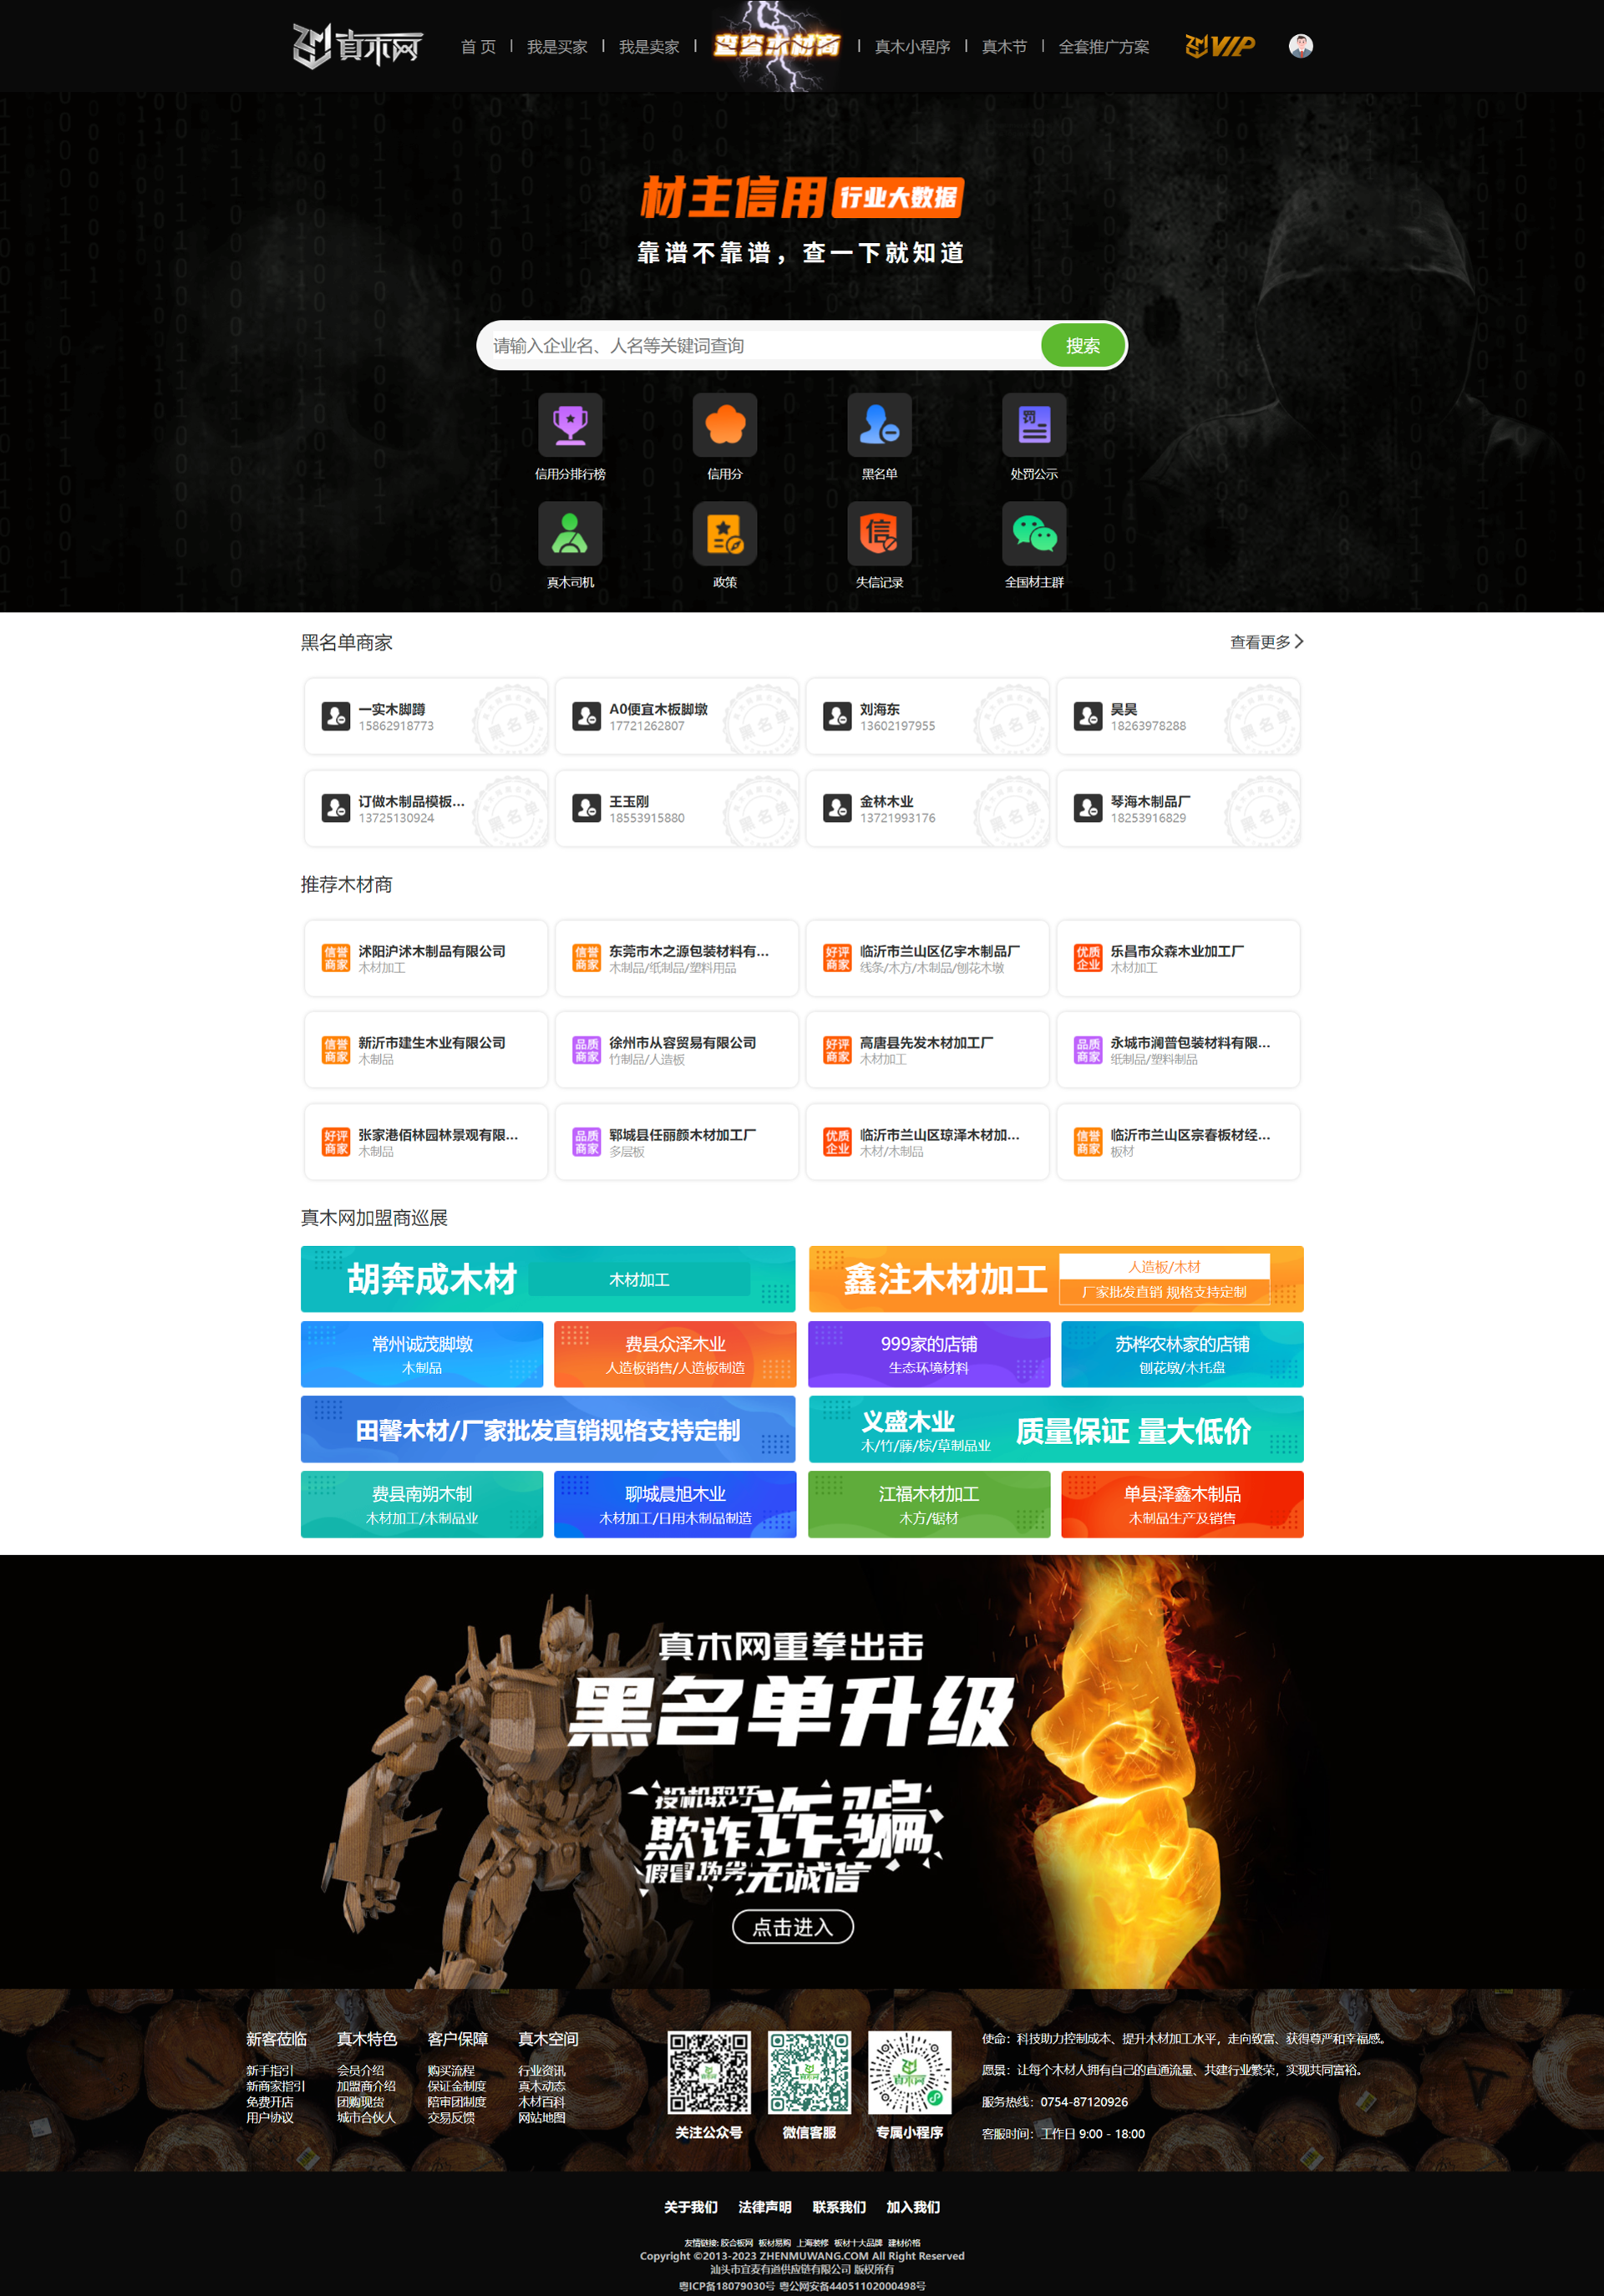 真木网
首 页
我是买家
我是卖家
查查木材商
真木小程序
真木节
全套推广方案
VIP
材主信用 行业大数据
靠谱不靠谱，查一下就知道
请输入企业名、人名等关键词查询
搜索
信用分排行榜
信用分
黑名单
处罚公示
真木司机
政策
失信记录
全国材主群
黑名单商家
查看更多
一实木脚蹲
15862918773
A0便宜木板脚墩
17721262807
刘海东
13602197955
昊昊
18263978288
订做木制品模板...
13725130924
王玉刚
18553915880
金林木业
13721993176
琴海木制品厂
18253916829
推荐木材商
信誉商家
沭阳沪沭木制品有限公司
木材加工
信誉商家
东莞市木之源包装材料有...
木制品/纸制品/塑料用品
好评商家
临沂市兰山区亿宇木制品厂
线条/木方/木制品/刨花木墩
优质企业
乐昌市众森木业加工厂
木材加工
信誉商家
新沂市建生木业有限公司
木制品
品质商家
徐州市从容贸易有限公司
竹制品/人造板
好评商家
高唐县先发木材加工厂
木材加工
品质商家
永城市澜普包装材料有限...
纸制品/塑料制品
好评商家
张家港佰林园林景观有限...
木制品
品质商家
郓城县任丽颜木材加工厂
多层板
优质企业
临沂市兰山区琼泽木材加...
木材/木制品
信誉商家
临沂市兰山区宗春板材经...
板材
真木网加盟商巡展
胡奔成木材
木材加工
鑫注木材加工
人造板/木材
厂家批发直销 规格支持定制
常州诚茂脚墩
木制品
费县众泽木业
人造板销售/人造板制造
999家的店铺
生态环境材料
苏桦农林家的店铺
刨花墩/木托盘
田馨木材/厂家批发直销规格支持定制
义盛木业
木/竹/藤/棕/草制品业
质量保证 量大低价
费县南朔木制
木材加工/木制品业
聊城晨旭木业
木材加工/日用木制品制造
江福木材加工
木方/锯材
单县泽鑫木制品
木制品生产及销售
真木网重拳出击
黑名单升级
投机取巧
欺诈 诈骗
假冒伪劣 无诚信
点击进入
新客莅临
新手指引
新商家指引
免费开店
用户协议
真木特色
会员介绍
加盟商介绍
团购现货
城市合伙人
客户保障
购买流程
保证金制度
陪审团制度
交易反馈
真木空间
行业资讯
真木动态
木材百科
网站地图
关注公众号
微信客服
专属小程序
使命：科技助力控制成本、提升木材加工水平，走向致富、获得尊严和幸福感。
愿景：让每个木材人拥有自己的直通流量、共建行业繁荣，实现共同富裕。
服务热线：0754-87120926
客服时间：工作日 9:00 - 18:00
关于我们 法律声明 联系我们 加入我们
友情链接: 胶合板网 板材易购 上海装修 板材十大品牌 建材价格
Copyright ©2013-2023 ZHENMUWANG.COM All Right Reserved
汕头市宜麦有道供应链有限公司 版权所有
粤ICP备18079030号 粤公网安备44051102000498号